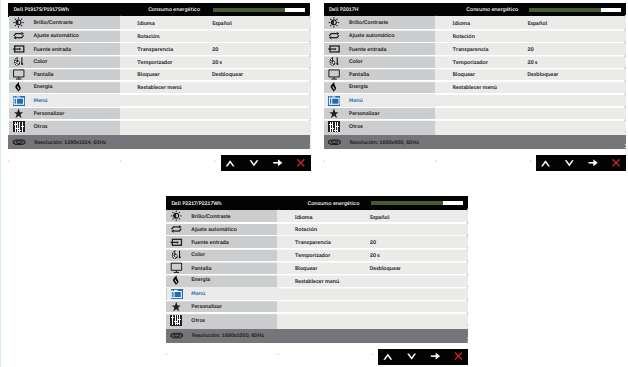 Dell P1917S/P1917SWh Consumo energético
Brillo/Contraste Idioma Español
Ajuste automático Rotación
Fuente entrada Transparencia 20
Color Temporizador 20 s
Pantalla Bloquear Desbloquear
Energía Restablecer menú
Menú
Personalizar
Otros
Resolución: 1280x1024, 60Hz
Dell P2017H Consumo energético
Brillo/Contraste Idioma Español
Ajuste automático Rotación
Fuente entrada Transparencia 20
Color Temporizador 20 s
Pantalla Bloquear Desbloquear
Energía Restablecer menú
Menú
Personalizar
Otros
Resolución: 1600x900, 60Hz
Dell P2217/P2217Wh Consumo energético
Brillo/Contraste Idioma Español
Ajuste automático Rotación
Fuente entrada Transparencia 20
Color Temporizador 20 s
Pantalla Bloquear Desbloquear
Energía Restablecer menú
Menú
Personalizar
Otros
Resolución: 1680x1050, 60Hz